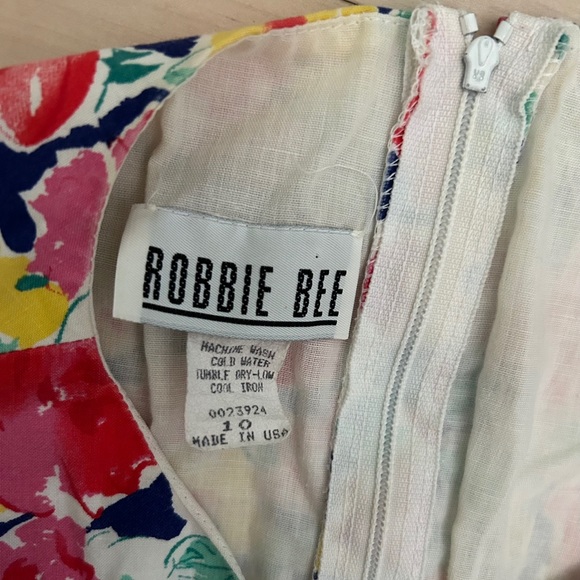 ROBBIE BEE
MACHINE WASH
COLD WATER
TUMBLE DRY-LOW
COOL IRON
0023924
10
MADE IN USA